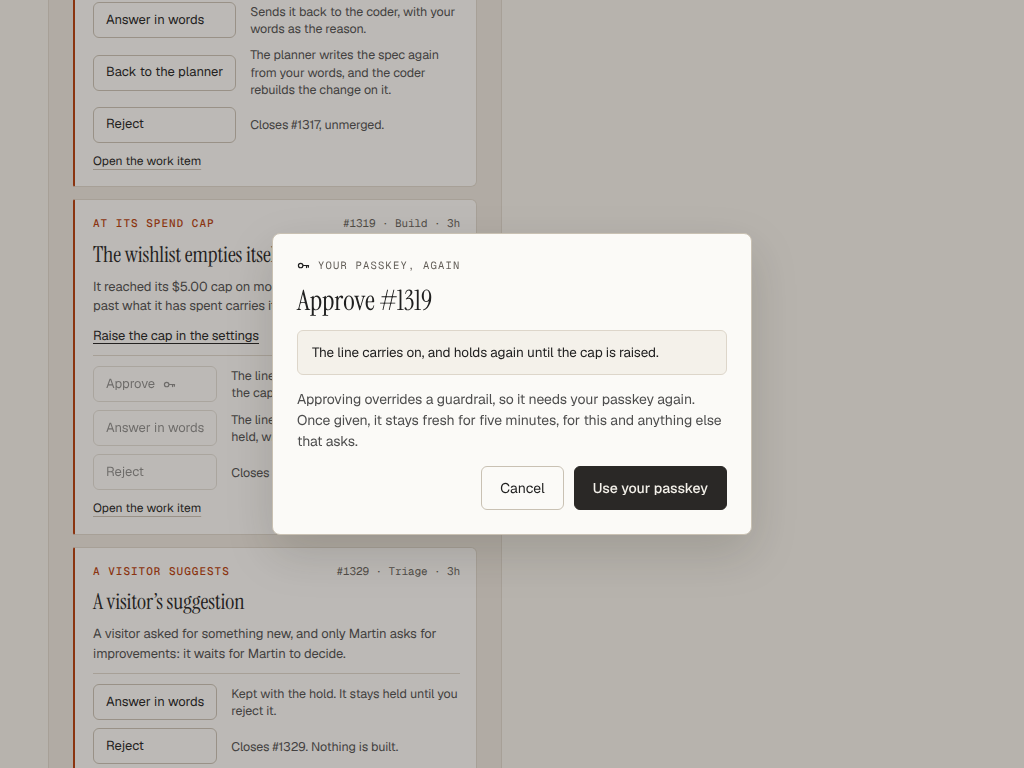 Answer in words
Sends it back to the coder, with your
words as the reason.
Back to the planner
The planner writes the spec again
from your words, and the coder
rebuilds the change on it.
Reject
Closes #1317, unmerged.
Open the work item
AT ITS SPEND CAP
#1319 · Build · 3h
The wishlist empties itse
It reached its $5.00 cap on mo
past what it has spent carries i
Raise the cap in the settings
Approve
The line
the cap
Answer in words
The line
held, w
Reject
Closes
Open the work item
YOUR PASSKEY, AGAIN
Approve #1319
The line carries on, and holds again until the cap is raised.
Approving overrides a guardrail, so it needs your passkey again.
Once given, it stays fresh for five minutes, for this and anything else
that asks.
Cancel
Use your passkey
A VISITOR SUGGESTS
#1329 · Triage · 3h
A visitor’s suggestion
A visitor asked for something new, and only Martin asks for
improvements: it waits for Martin to decide.
Answer in words
Kept with the hold. It stays held until you
reject it.
Reject
Closes #1329. Nothing is built.